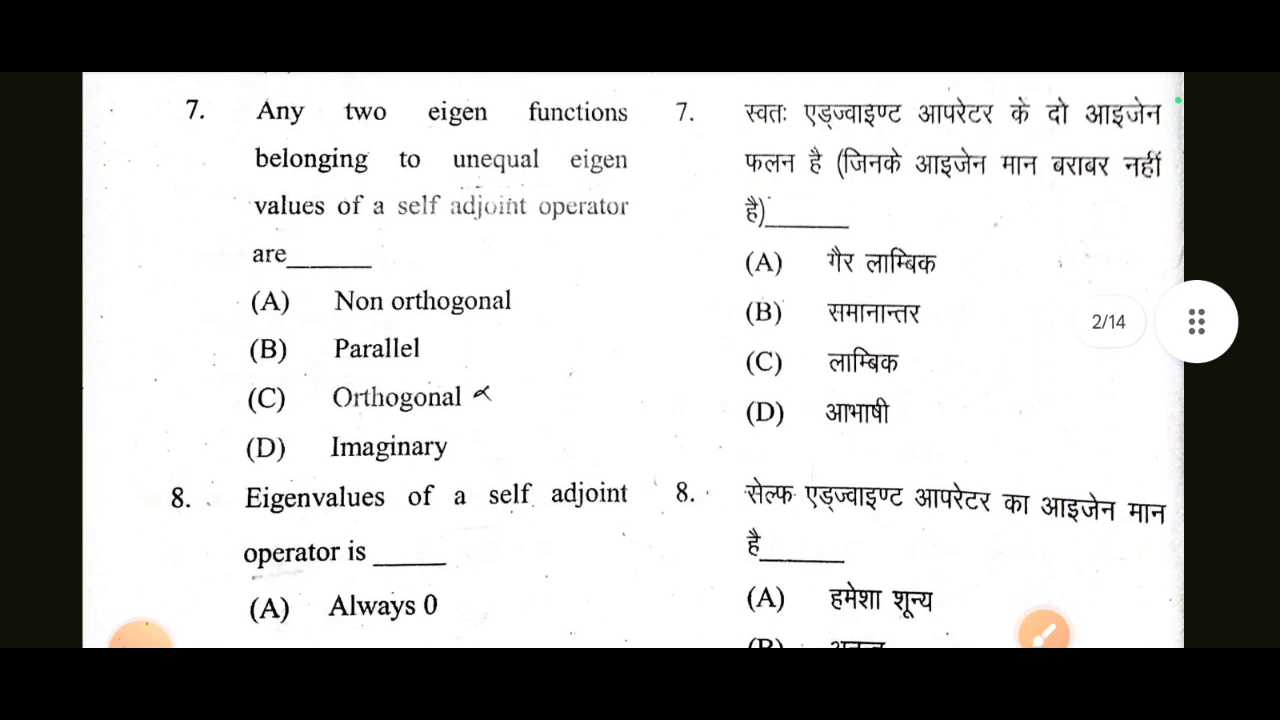 7. Any two eigen functions
belonging to unequal eigen
values of a self adjoint operator
are______
(A) Non orthogonal
(B) Parallel
(C) Orthogonal
(D) Imaginary
8. Eigenvalues of a self adjoint
operator is _____
(A) Always 0
7. स्वतः एड्ज्वाइण्ट आपरेटर के दो आइजेन
फलन है (जिनके आइजेन मान बराबर नहीं
है)______
(A) गैर लाम्बिक
(B) समानान्तर
(C) लाम्बिक
(D) आभाषी
8. सेल्फ एड्ज्वाइण्ट आपरेटर का आइजेन मान
है______
(A) हमेशा शून्य
(B)
2/14